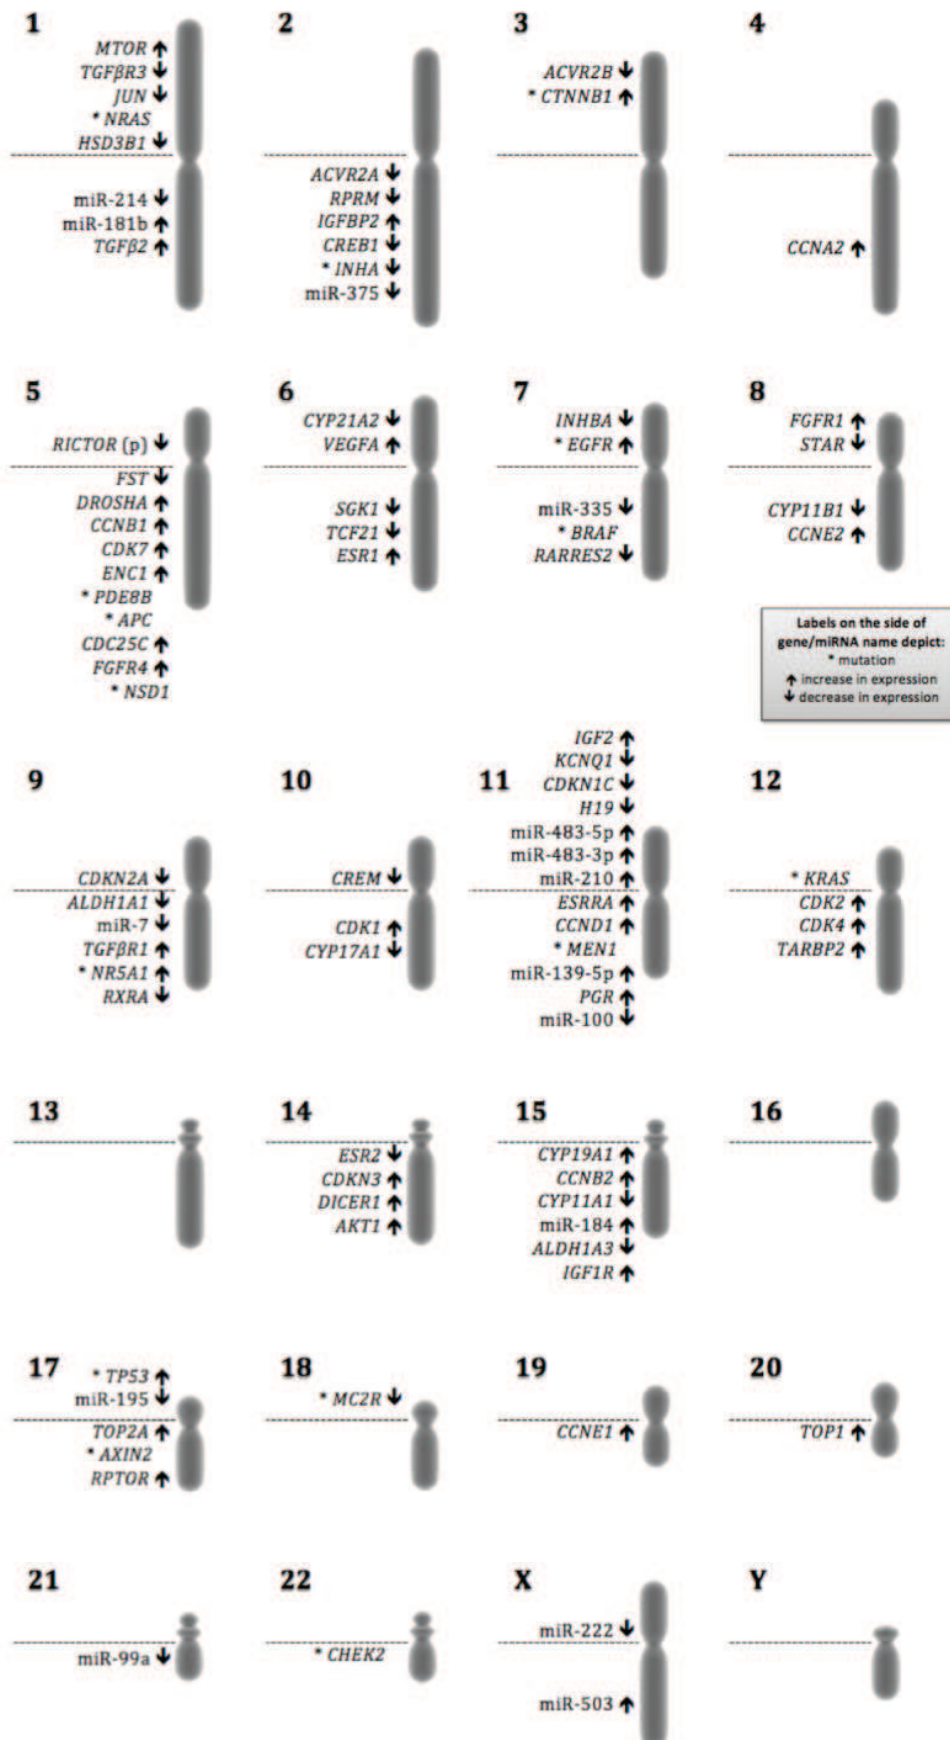 1
MTOR ↑
TGFβR3 ↓
JUN ↓
* NRAS
HSD3B1 ↓
miR-214 ↓
miR-181b ↑
TGFβ2 ↑
2
ACVR2A ↓
RPRM ↓
IGFBP2 ↑
CREB1 ↓
* INHA ↓
miR-375 ↓
3
ACVR2B ↓
* CTNNB1 ↑
4
CCNA2 ↑
5
RICTOR (p) ↓
FST ↓
DROSHA ↑
CCNB1 ↑
CDK7 ↑
ENC1 ↑
* PDE8B
* APC
CDC25C ↑
FGFR4 ↑
* NSD1
6
CYP21A2 ↓
VEGFA ↑
SGK1 ↓
TCF21 ↓
ESR1 ↑
7
INHBA ↓
* EGFR ↑
miR-335 ↓
* BRAF
RARRES2 ↓
8
FGFR1 ↑
STAR ↓
CYP11B1 ↓
CCNE2 ↑
Labels on the side of
gene/miRNA name depict:
* mutation
↑ increase in expression
↓ decrease in expression
9
CDKN2A ↓
ALDH1A1 ↓
miR-7 ↓
TGFβR1 ↑
* NR5A1 ↑
RXRA ↓
10
CREM ↓
CDK1 ↑
CYP17A1 ↓
11
IGF2 ↑
KCNQ1 ↓
CDKN1C ↓
H19 ↓
miR-483-5p ↑
miR-483-3p ↑
miR-210 ↑
ESRRA ↑
CCND1 ↑
* MEN1
miR-139-5p ↑
PGR ↑
miR-100 ↓
12
* KRAS
CDK2 ↑
CDK4 ↑
TARBP2 ↑
13
14
ESR2 ↓
CDKN3 ↑
DICER1 ↑
AKT1 ↑
15
CYP19A1 ↑
CCNB2 ↑
CYP11A1 ↓
miR-184 ↑
ALDH1A3 ↓
IGF1R ↑
16
17
* TP53 ↑
miR-195 ↓
TOP2A ↑
* AXIN2
RPTOR ↑
18
* MC2R ↓
19
CCNE1 ↑
20
TOP1 ↑
21
miR-99a ↓
22
* CHEK2
X
miR-222 ↓
miR-503 ↑
Y